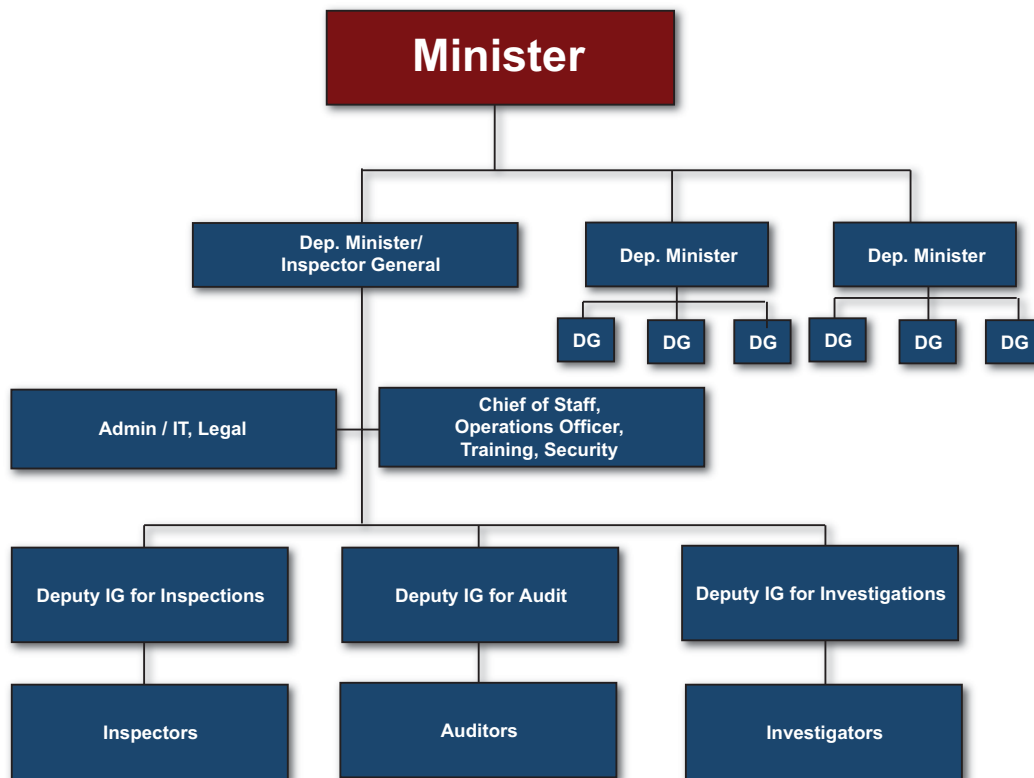 Minister
Dep. Minister/
Inspector General
Dep. Minister
Dep. Minister
DG
DG
DG
DG
DG
DG
Admin / IT, Legal
Chief of Staff,
Operations Officer,
Training, Security
Deputy IG for Inspections
Deputy IG for Audit
Deputy IG for Investigations
Inspectors
Auditors
Investigators